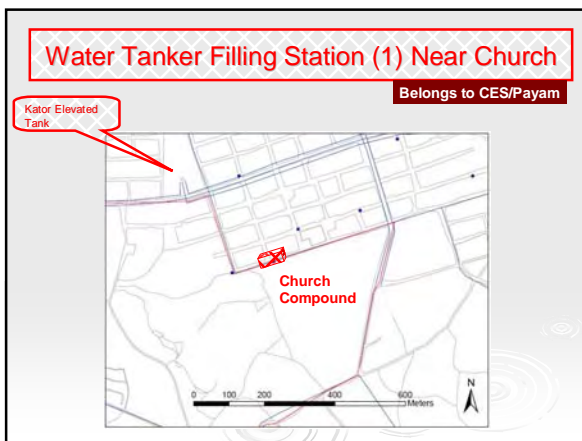 Water Tanker Filling Station (1) Near Church
Belongs to CES/Payam
Kator Elevated
Tank
Church
Compound
0 100 200 400 600
Meters
N